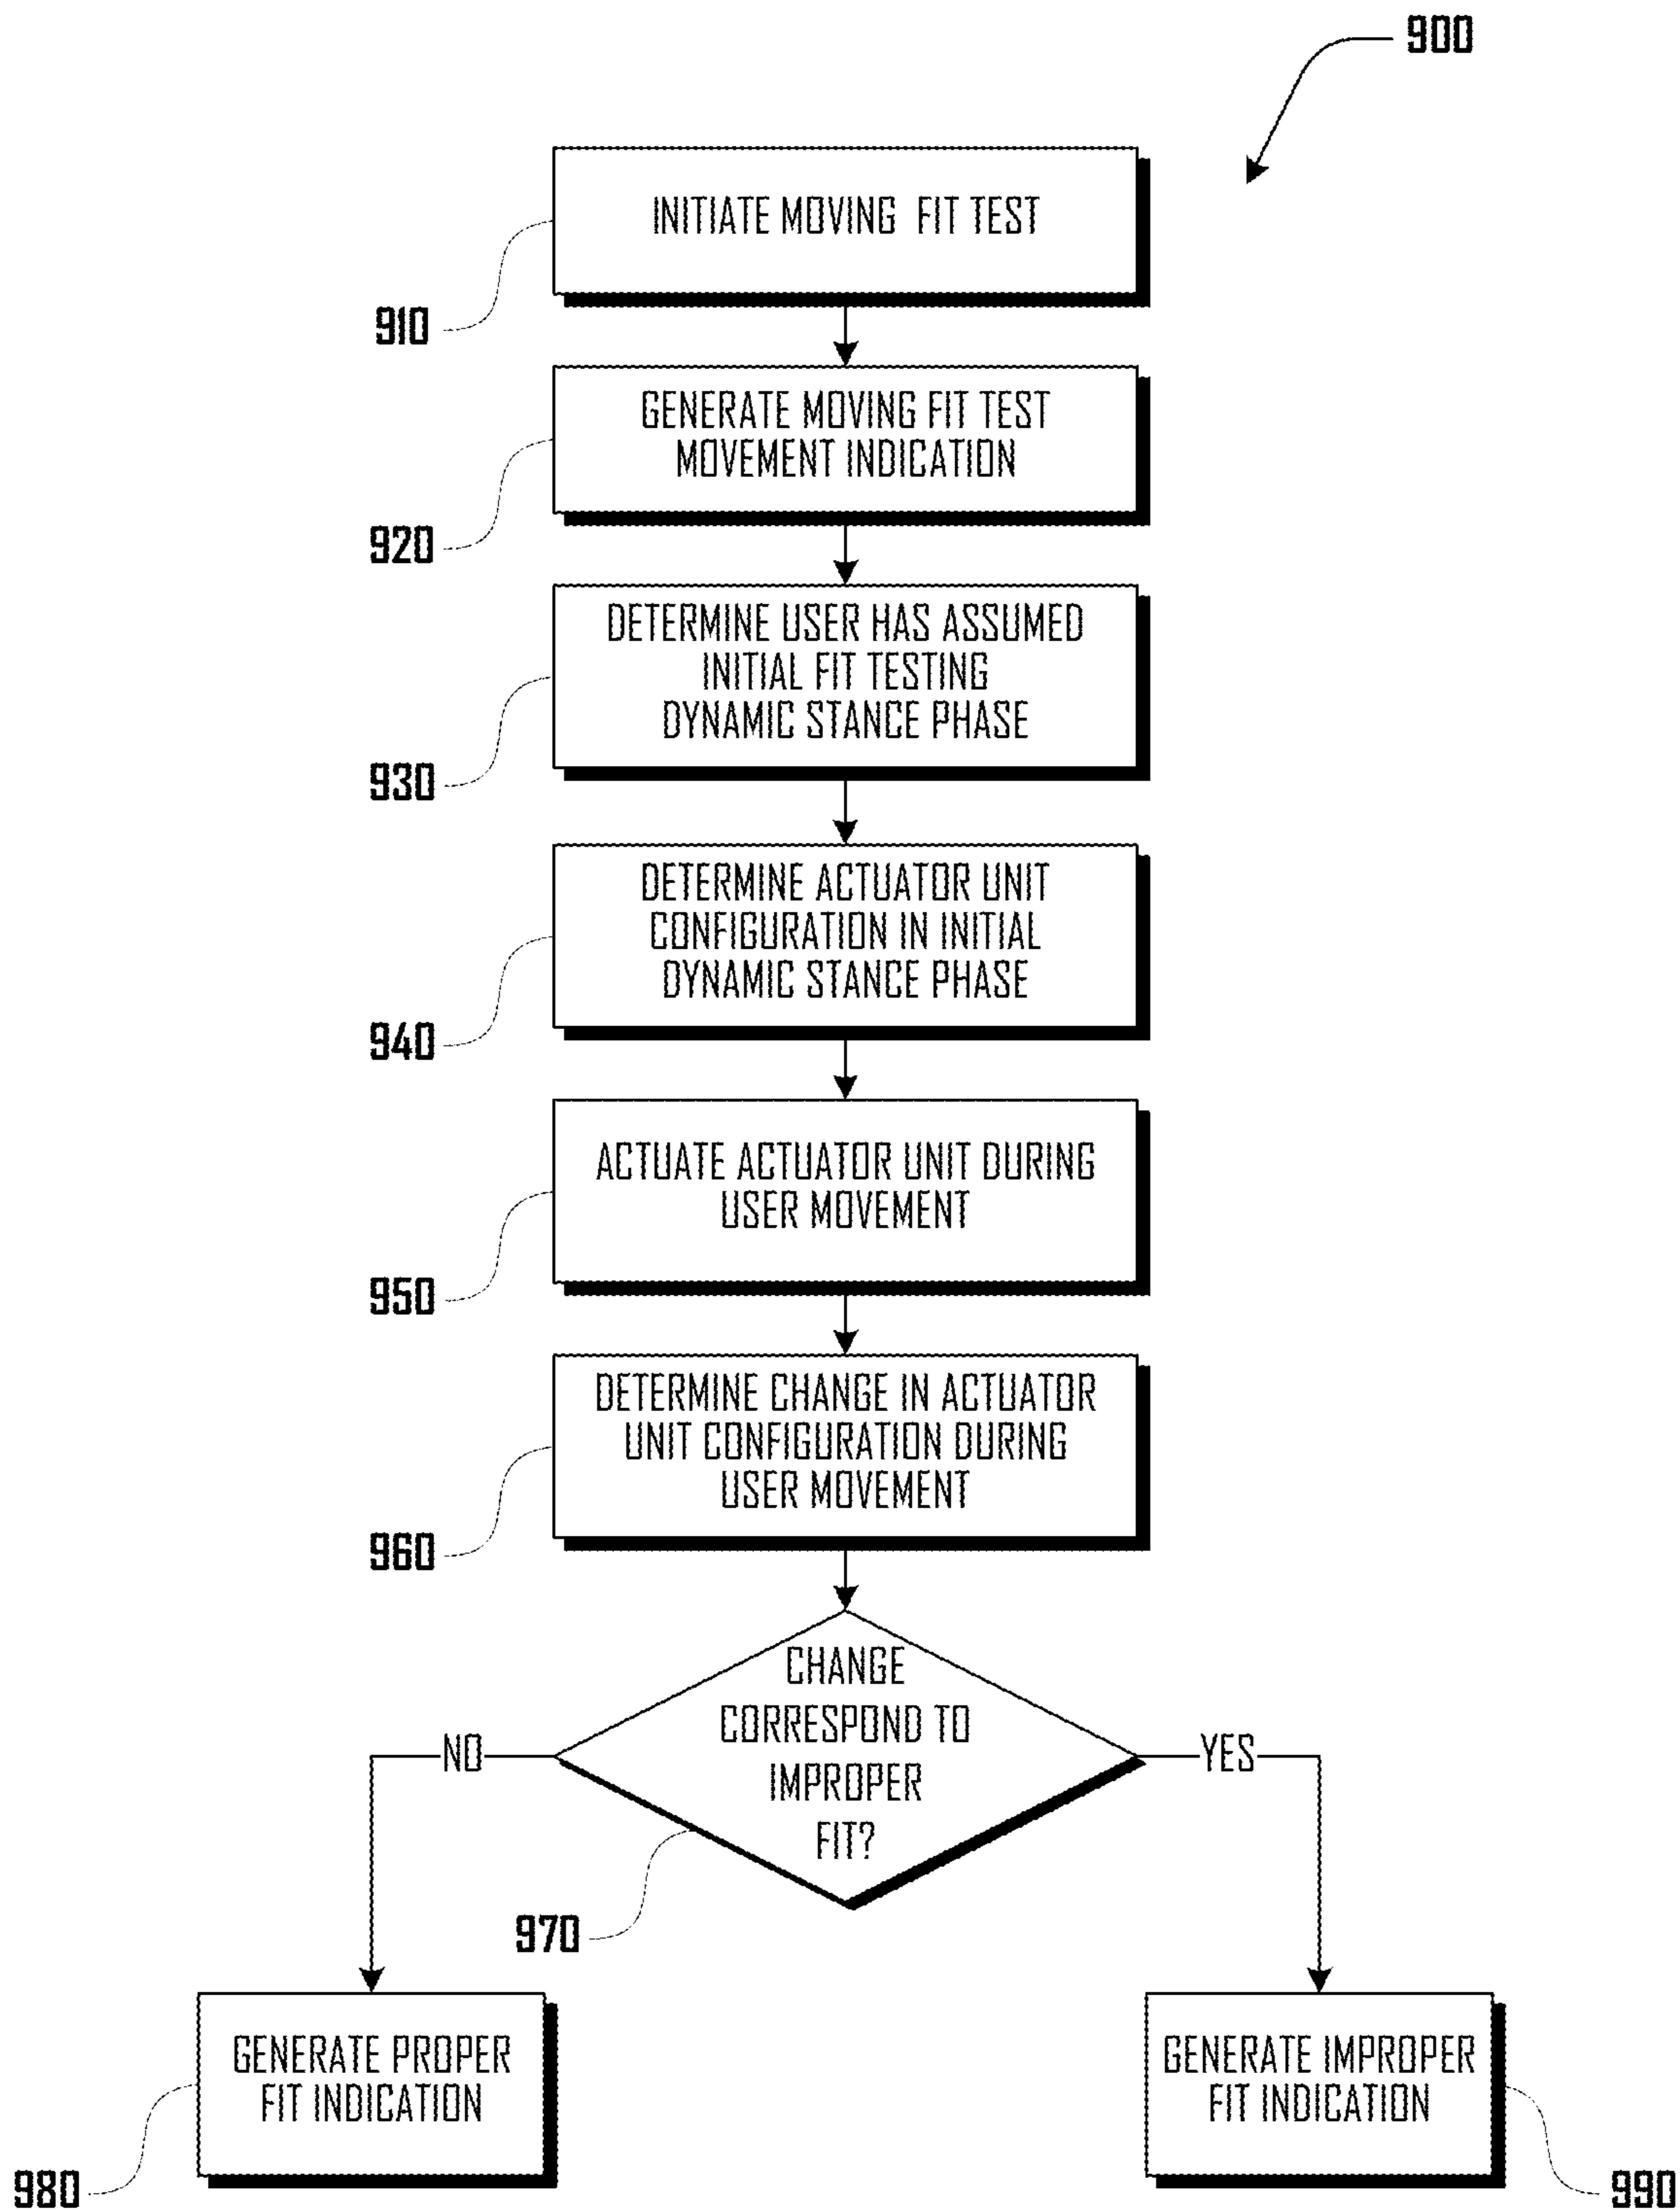 900
INITIATE MOVING FIT TEST
910
GENERATE MOVING FIT TEST
MOVEMENT INDICATION
920
DETERMINE USER HAS ASSUMED
INITIAL FIT TESTING
DYNAMIC STANCE PHASE
930
DETERMINE ACTUATOR UNIT
CONFIGURATION IN INITIAL
DYNAMIC STANCE PHASE
940
ACTUATE ACTUATOR UNIT DURING
USER MOVEMENT
950
DETERMINE CHANGE IN ACTUATOR
UNIT CONFIGURATION DURING
USER MOVEMENT
960
CHANGE
CORRESPOND TO
IMPROPER
FIT?
NO
YES
970
GENERATE PROPER
FIT INDICATION
980
GENERATE IMPROPER
FIT INDICATION
990